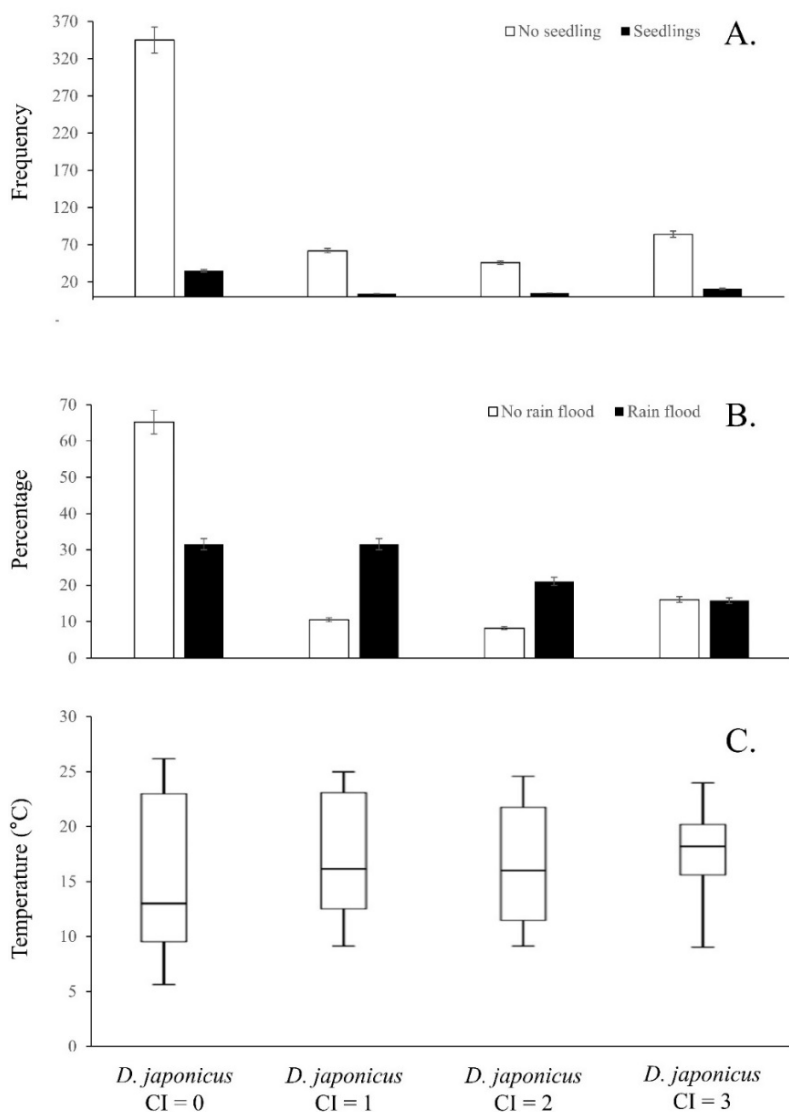 370
No seedling Seedlings
A.
320
270
220
170
120
70
20
Frequency
-
70
No rain flood Rain flood
B.
60
50
40
30
20
10
0
Percentage
30
C.
25
20
15
10
5
0
Temperature (°C)
D. japonicus D. japonicus D. japonicus D. japonicus
CI = 0 CI = 1 CI = 2 CI = 3